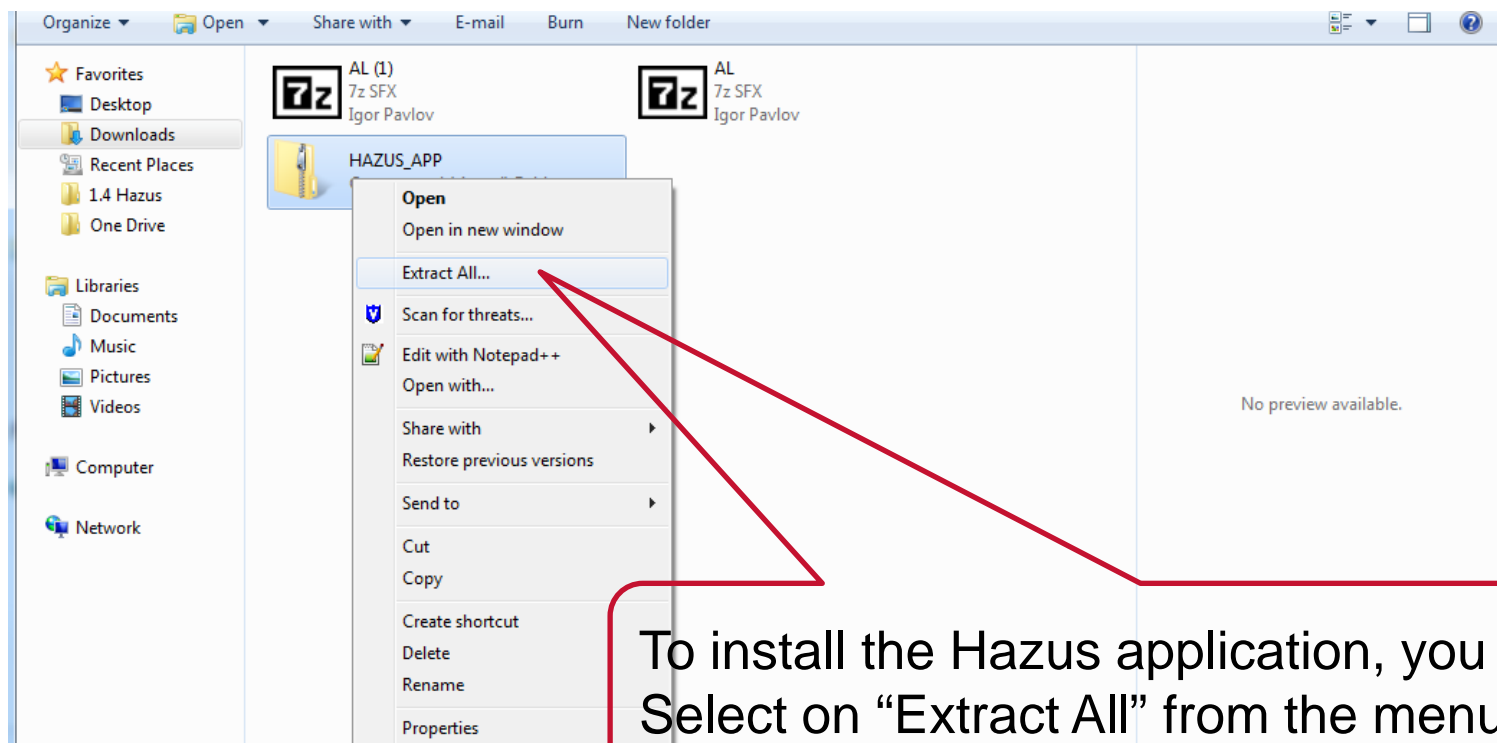 Organize Open Share with E-mail Burn New folder
Favorites
Desktop
Downloads
Recent Places
1.4 Hazus
One Drive
Libraries
Documents
Music
Pictures
Videos
Computer
Network
AL (1)
7z SFX
Igor Pavlov
AL
7z SFX
Igor Pavlov
HAZUS_APP
Open
Open in new window
Extract All...
Scan for threats...
Edit with Notepad++
Open with...
Share with
Restore previous versions
Send to
Cut
Copy
Create shortcut
Delete
Rename
Properties
No preview available.
To install the Hazus application, you
Select on “Extract All” from the menu